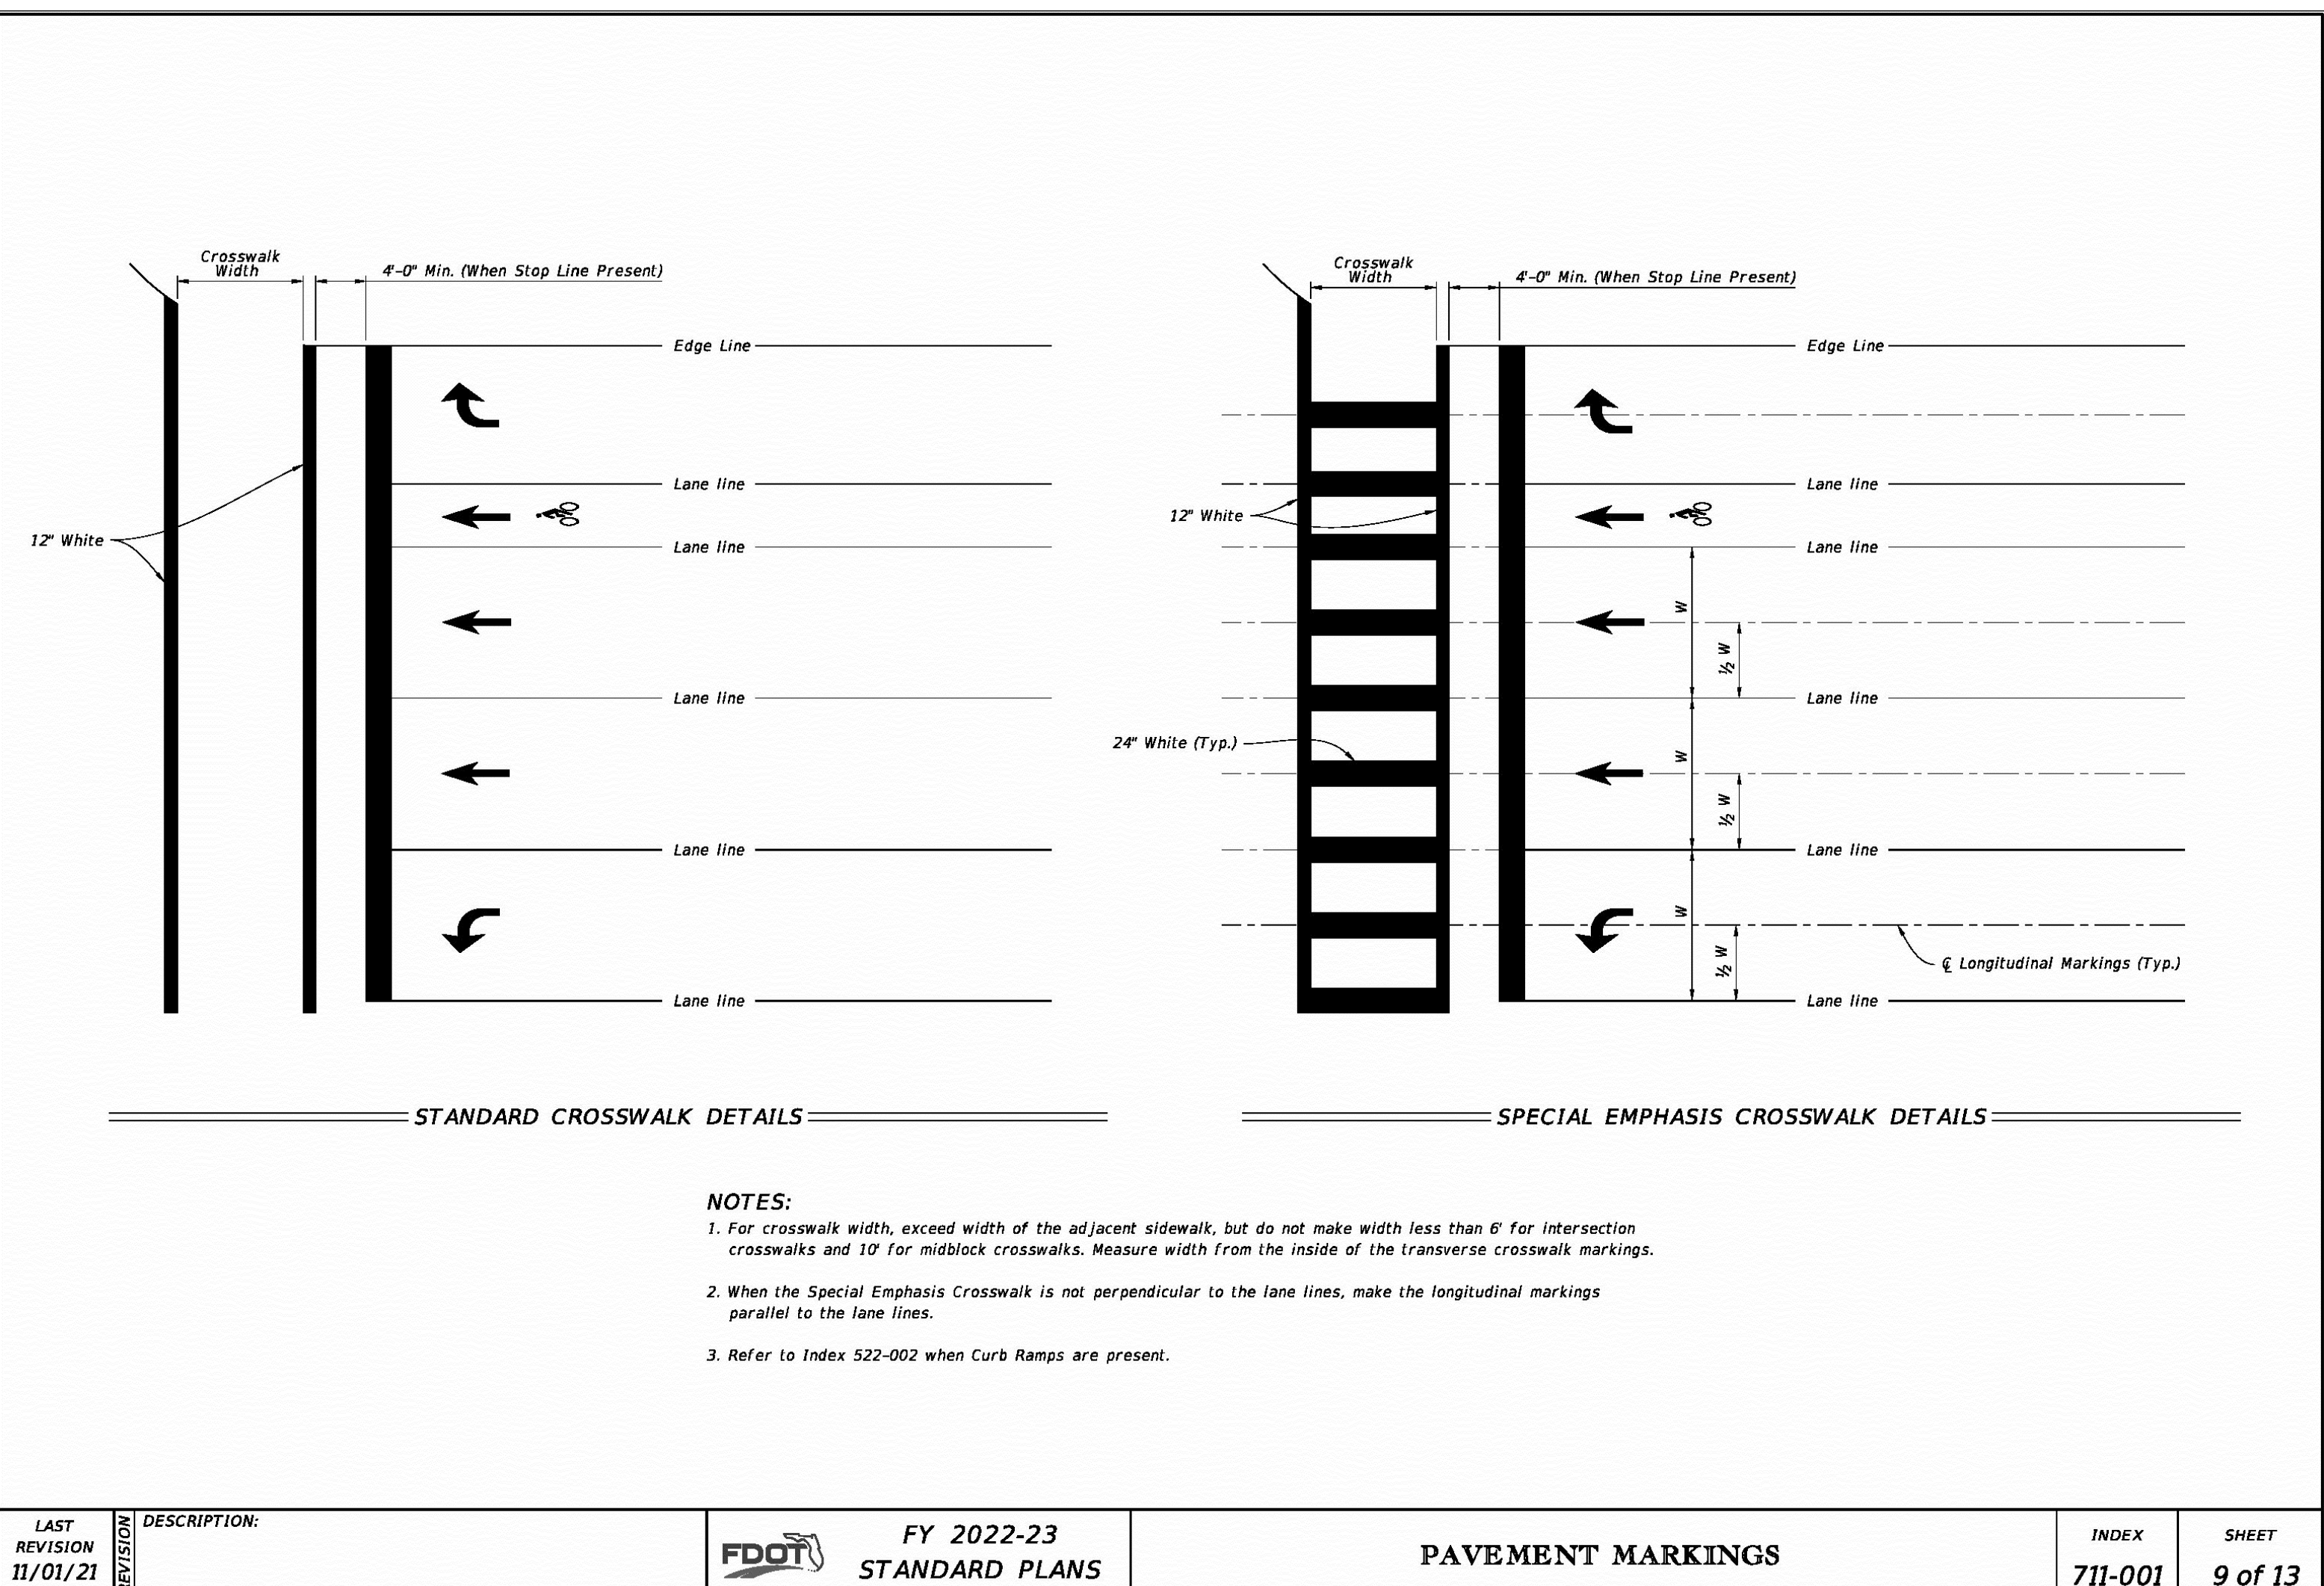 Crosswalk
Width
4'-0" Min. (When Stop Line Present)
Edge Line
Lane line
12" White
Lane line
Lane line
Lane line
Lane line
STANDARD CROSSWALK DETAILS
Crosswalk
Width
4'-0" Min. (When Stop Line Present)
Edge Line
Lane line
12" White
Lane line
W
½ W
Lane line
24" White (Typ.)
W
½ W
Lane line
W
½ W
℄ Longitudinal Markings (Typ.)
Lane line
SPECIAL EMPHASIS CROSSWALK DETAILS
NOTES:
1. For crosswalk width, exceed width of the adjacent sidewalk, but do not make width less than 6' for intersection
crosswalks and 10' for midblock crosswalks. Measure width from the inside of the transverse crosswalk markings.
2. When the Special Emphasis Crosswalk is not perpendicular to the lane lines, make the longitudinal markings
parallel to the lane lines.
3. Refer to Index 522-002 when Curb Ramps are present.
LAST
REVISION
11/01/21
REVISION
DESCRIPTION:
FDOT
FY 2022-23
STANDARD PLANS
PAVEMENT MARKINGS
INDEX
711-001
SHEET
9 of 13